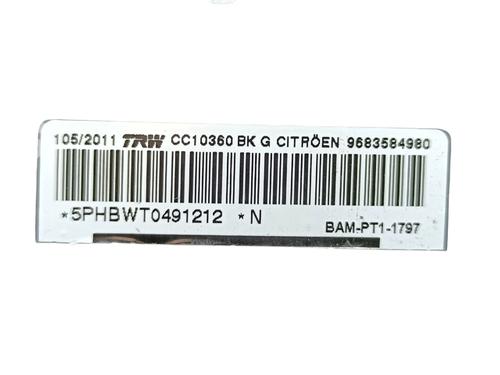 105/2011 TRW CC10360 BK G CITRÖEN 9683584980
*5PHBWT0491212 *N
BAM-PT1-1797